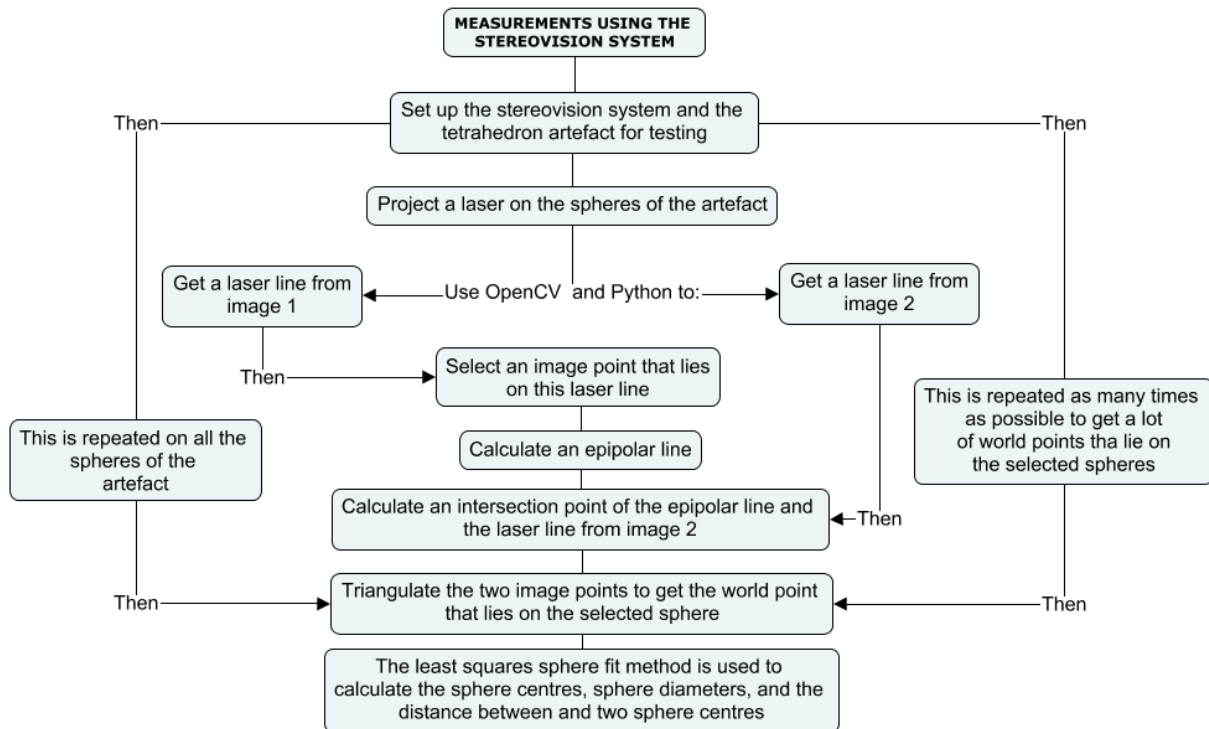 MEASUREMENTS USING THE
STEREOVISION SYSTEM
Set up the stereovision system and the
tetrahedron artefact for testing
Then
Then
Project a laser on the spheres of the artefact
Get a laser line from
image 1
Use OpenCV and Python to:
Get a laser line from
image 2
Then
Select an image point that lies
on this laser line
This is repeated on all the
spheres of the
artefact
Calculate an epipolar line
This is repeated as many times
as possible to get a lot
of world points tha lie on
the selected spheres
Calculate an intersection point of the epipolar line and
the laser line from image 2
Then
Then
Triangulate the two image points to get the world point
that lies on the selected sphere
Then
The least squares sphere fit method is used to
calculate the sphere centres, sphere diameters, and the
distance between and two sphere centres